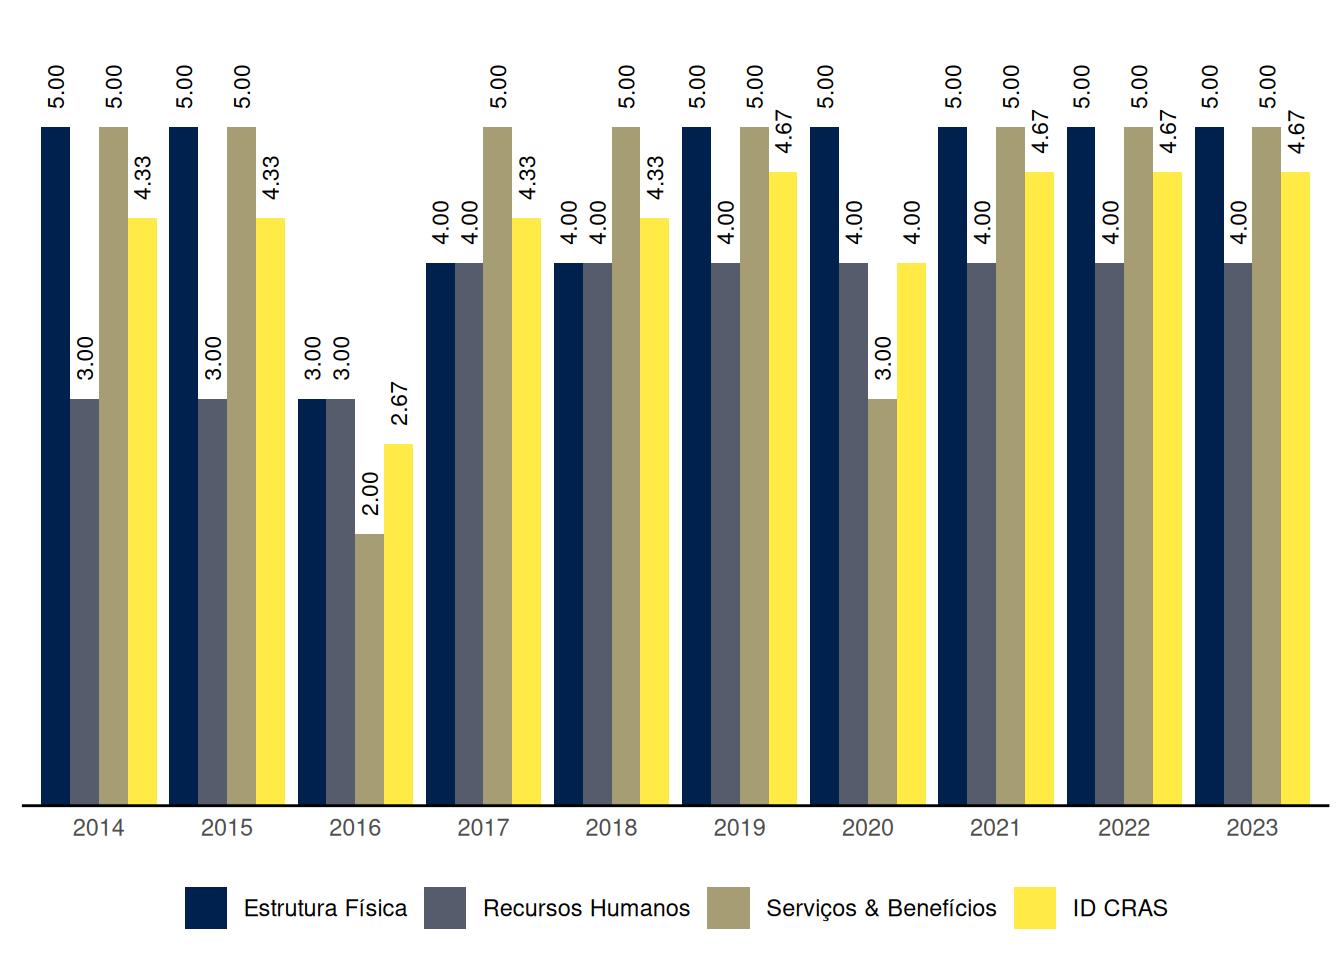 5.00 3.00 5.00 4.33 5.00 3.00 5.00 4.33 3.00 3.00 2.00 2.67 4.00 4.00 5.00 4.33 4.00 4.00 5.00 4.33 5.00 4.00 5.00 4.67 5.00 4.00 3.00 4.00 5.00 4.00 5.00 4.67 5.00 4.00 5.00 4.67 5.00 4.00 5.00 4.67
2014 2015 2016 2017 2018 2019 2020 2021 2022 2023
Estrutura Física Recursos Humanos Serviços & Benefícios ID CRAS